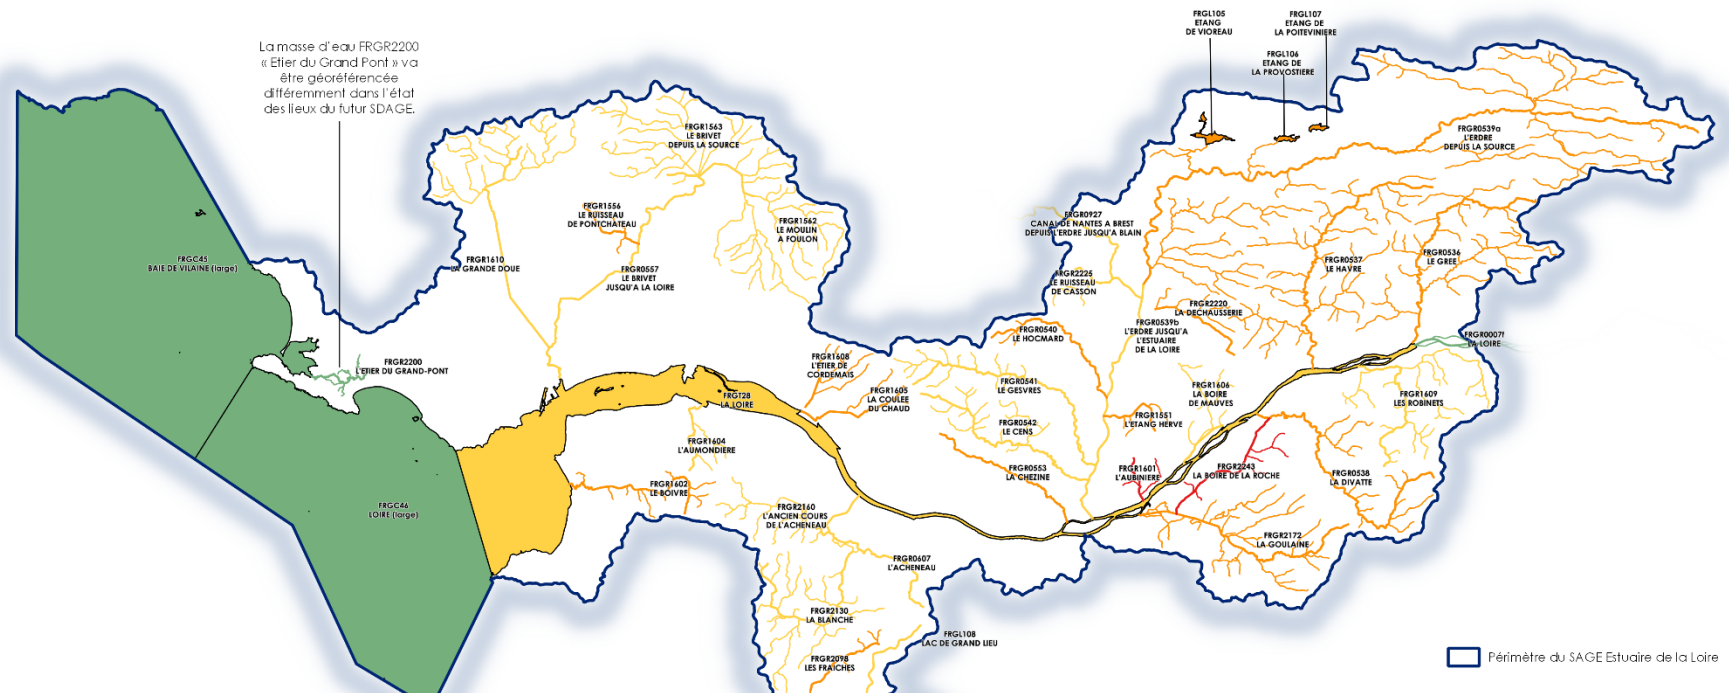 La masse d'eau FRGR2200
« Etier du Grand Pont » va
être géoréférencée
différemment dans l'état
des lieux du futur SDAGE.
FRGL105
ETANG
DE VIOREAU
FRGL107
ETANG DE
LA POITEVINIERE
FRGL106
ETANG DE
LA PROVOSTIERE
FRGR1563
LE BRIVET
DEPUIS LA SOURCE
FRGR0539a
L'ERDRE
DEPUIS LA SOURCE
FRGR1556
LE RUISSEAU
DE PONTCHATEAU
FRGR1562
LE MOULIN
A FOULON
FRGR0927
CANAL DE NANTES A BREST
DEPUIS L'ERDRE JUSQU'A BLAIN
FRGC45
BAIE DE VILAINE (large)
FRGR1610
LA GRANDE DOUE
FRGR0557
LE BRIVET
JUSQU'A LA LOIRE
FRGR2225
LE RUISSEAU
DE CASSON
FRGR0537
LE HAVRE
FRGR0536
LE GREE
FRGR2220
LA DECHAUSSERIE
FRGR0540
LE HOCMARD
FRGR0539b
L'ERDRE JUSQU'A
L'ESTUAIRE
DE LA LOIRE
FRGR0007f
LA LOIRE
FRGR2200
L'ETIER DU GRAND-PONT
FRGR1608
L'ETIER DE
CORDEMAIS
FRGR1605
LA COULEE
DU CHAUD
FRGT28
LA LOIRE
FRGR0541
LE GESVRES
FRGR1606
LA BOIRE
DE MAUVES
FRGR1609
LES ROBINETS
FRGR0542
LE CENS
FRGR1551
L'ETANG HERVE
FRGR1604
L'AUMONDIERE
FRGR0553
LA CHEZINE
FRGR1601
L'AUBINIERE
FRGR2243
LA BOIRE DE LA ROCHE
FRGR0538
LA DIVATTE
FRGR1602
LE BOIVRE
FRGC46
LOIRE (large)
FRGR2160
L'ANCIEN COURS
DE L'ACHENEAU
FRGR2172
LA GOULAINE
FRGR0607
L'ACHENEAU
FRGR2130
LA BLANCHE
FRGL108
LAC DE GRAND LIEU
FRGR2098
LES FRAICHES
Périmètre du SAGE Estuaire de la Loire